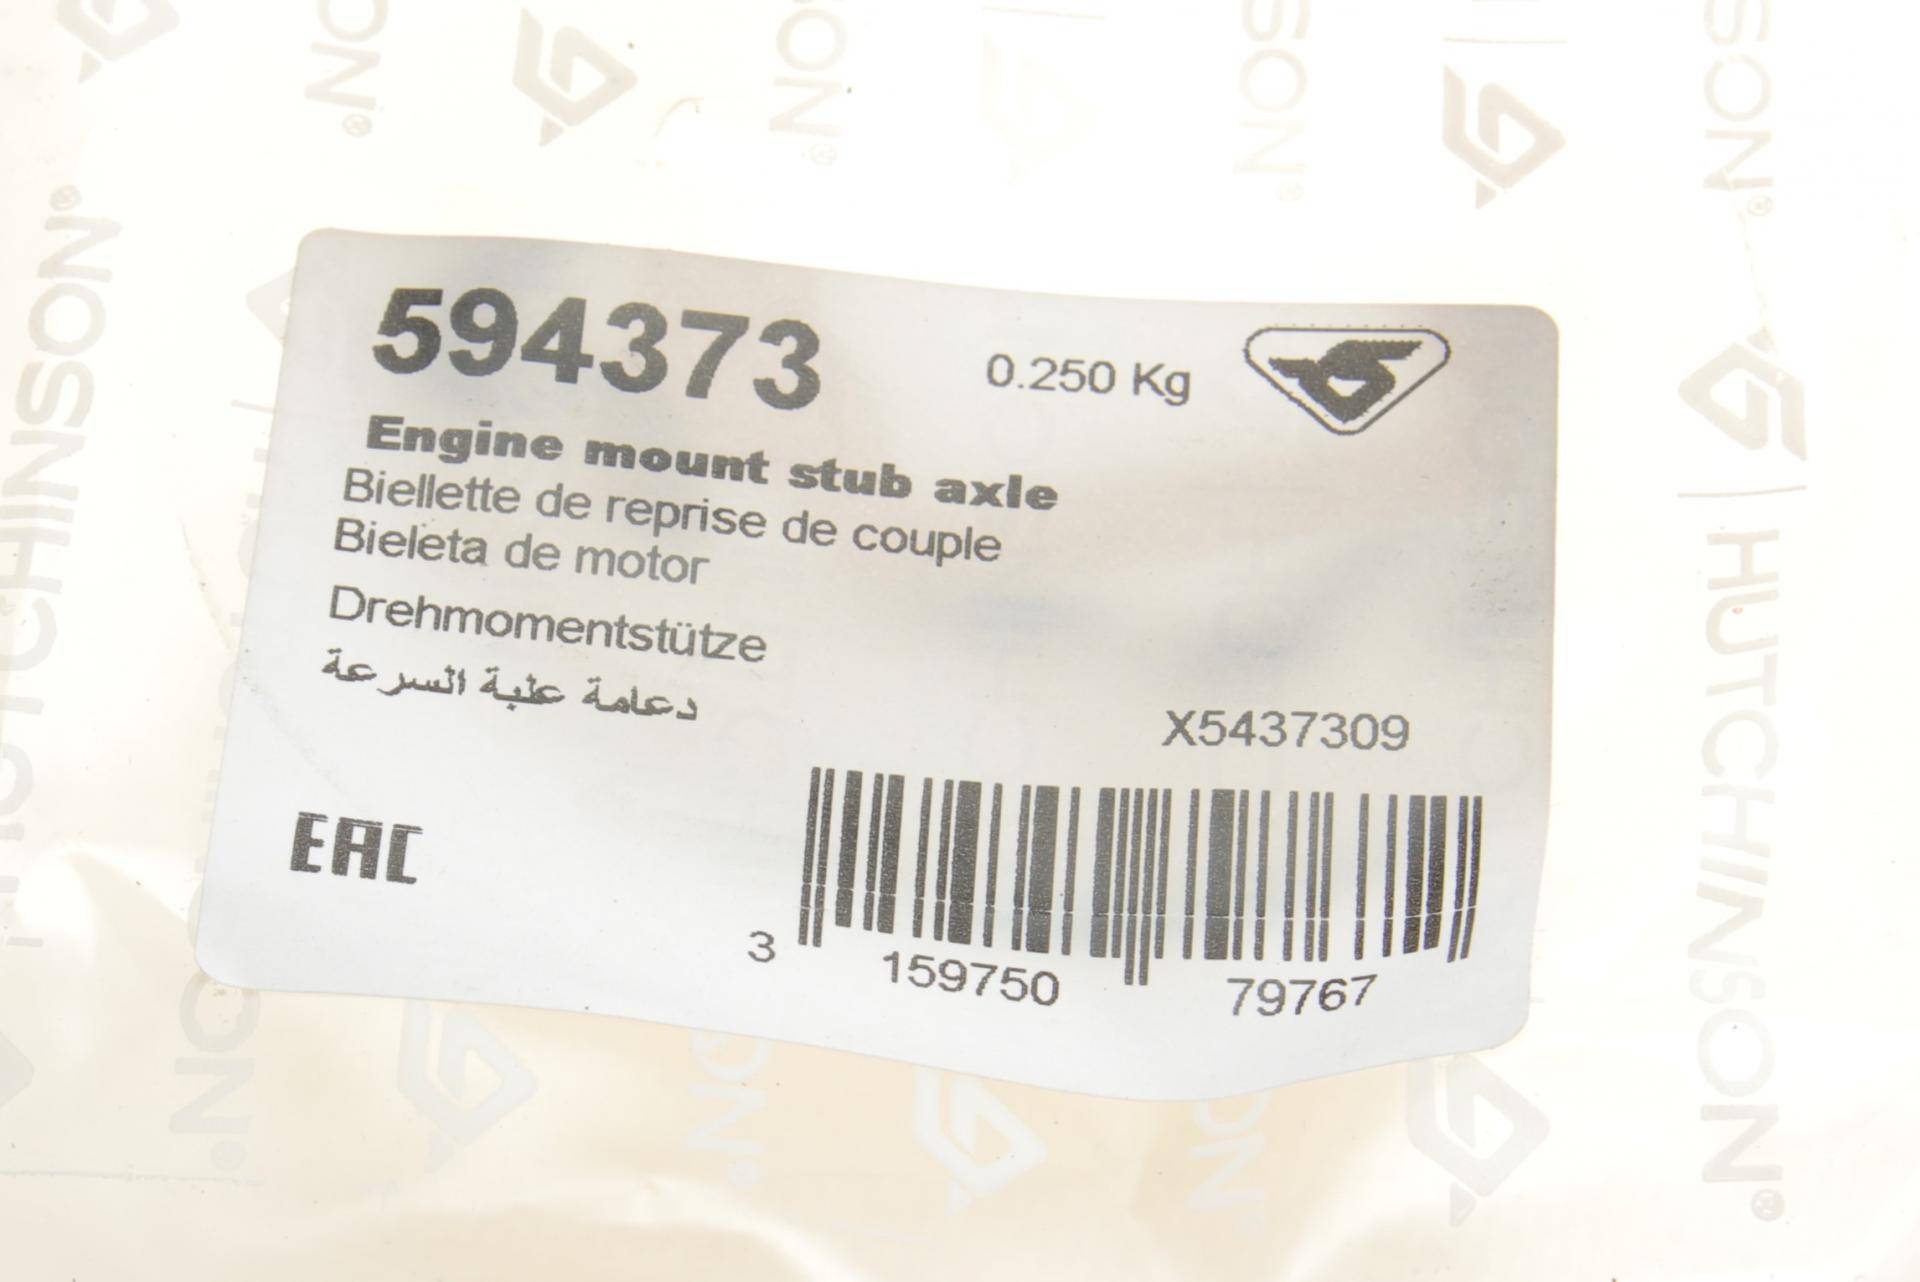 594373
0.250 Kg
Engine mount stub axle
Biellette de reprise de couple
Bieleta de motor
Drehmomentstütze
دعامة علبة السرعة
X5437309
EAC
3 159750 79767
HUTCHINSON®